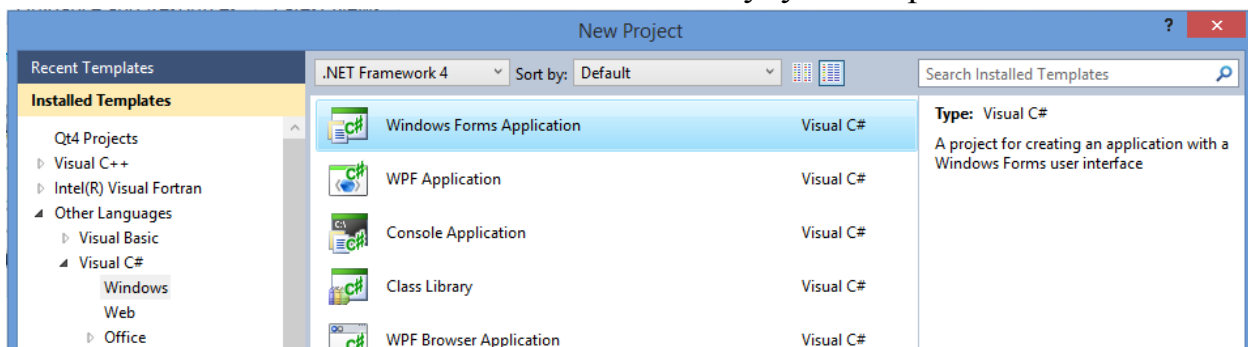 New Project
?
Recent Templates
Installed Templates
Qt4 Projects
Visual C++
Intel(R) Visual Fortran
Other Languages
Visual Basic
Visual C#
Windows
Web
Office
.NET Framework 4 Sort by: Default
Windows Forms Application Visual C#
WPF Application Visual C#
Console Application Visual C#
Class Library Visual C#
WPF Browser Application Visual C#
Search Installed Templates
Type: Visual C#
A project for creating an application with a
Windows Forms user interface